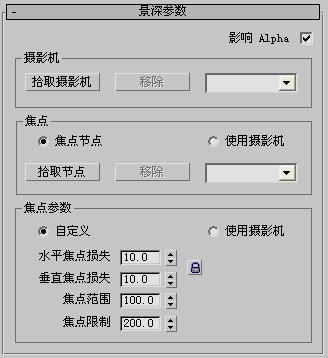 - 景深参数
影响 Alpha
摄影机
拾取摄影机 移除
焦点
焦点节点 使用摄影机
拾取节点 移除
焦点参数
自定义 使用摄影机
水平焦点损失 10.0
垂直焦点损失 10.0
焦点范围 100.0
焦点限制 200.0